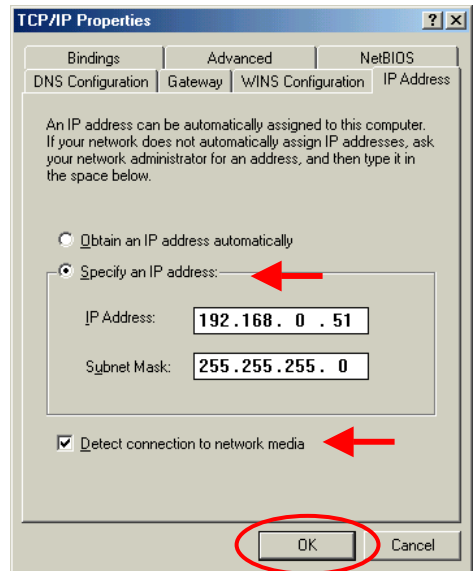 TCP/IP Properties
? ×
Bindings Advanced NetBIOS
DNS Configuration Gateway WINS Configuration IP Address
An IP address can be automatically assigned to this computer.
If your network does not automatically assign IP addresses, ask
your network administrator for an address, and then type it in
the space below.
Obtain an IP address automatically
Specify an IP address:
IP Address: 192.168. 0 .51
Subnet Mask: 255.255.255. 0
Detect connection to network media
OK Cancel